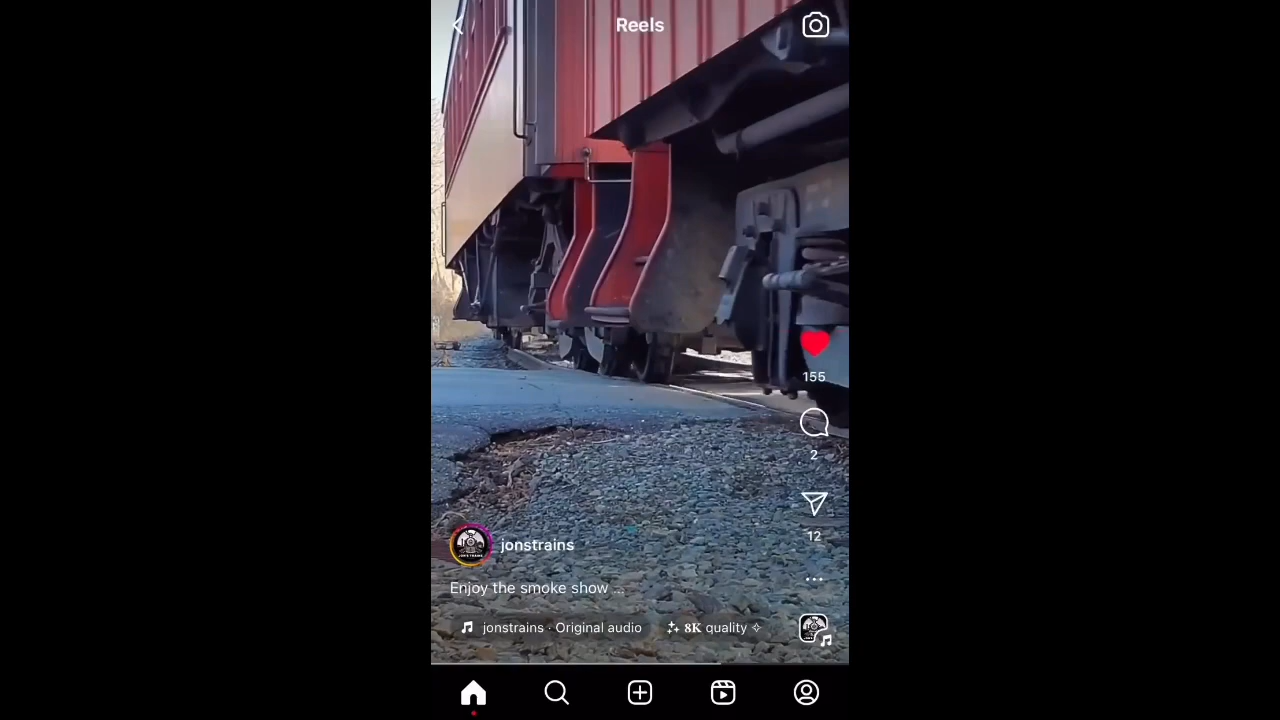 Reels
155
2
12
jonstrains
Enjoy the smoke show ...
jonstrains · Original audio
8K quality